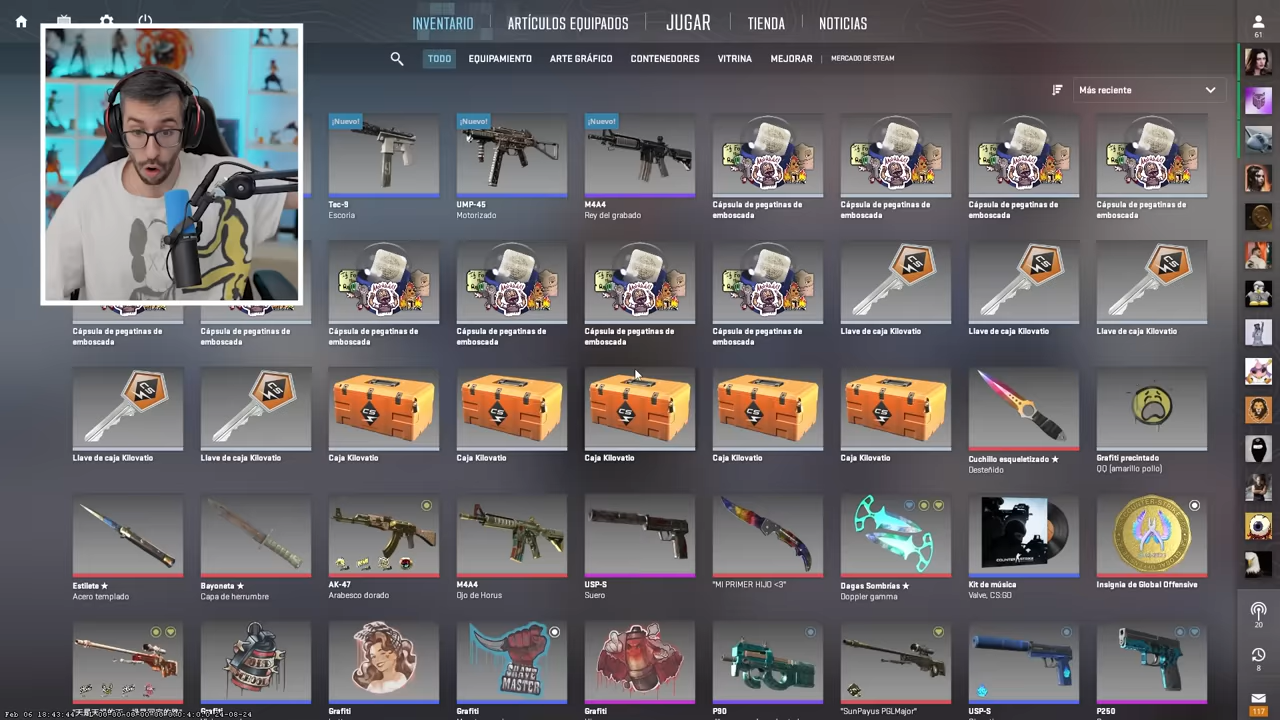 INVENTARIO
ARTÍCULOS EQUIPADOS
JUGAR
TIENDA
NOTICIAS
61
TODO
EQUIPAMIENTO
ARTE GRÁFICO
CONTENEDORES
VITRINA
MEJORAR
MERCADO DE STEAM
Más reciente
¡Nuevo!
¡Nuevo!
¡Nuevo!
Tec-9
Escoria
UMP-45
Motorizado
M4A4
Rey del grabado
Cápsula de pegatinas de
emboscada
Cápsula de pegatinas de
emboscada
Cápsula de pegatinas de
emboscada
Cápsula de pegatinas de
emboscada
Cápsula de pegatinas de
emboscada
Cápsula de pegatinas de
emboscada
Cápsula de pegatinas de
emboscada
Cápsula de pegatinas de
emboscada
Cápsula de pegatinas de
emboscada
Cápsula de pegatinas de
emboscada
Llave de caja Kilovatio
Llave de caja Kilovatio
Llave de caja Kilovatio
Llave de caja Kilovatio
Llave de caja Kilovatio
Caja Kilovatio
Caja Kilovatio
Caja Kilovatio
Caja Kilovatio
Caja Kilovatio
Cuchillo esqueletizado ★
Desteñido
Grafiti precintado
QQ (amarillo pollo)
Estilete ★
Acero templado
Bayoneta ★
Capa de herrumbre
AK-47
Arabesco dorado
M4A4
Ojo de Horus
USP-S
Suero
"MI PRIMER HIJO <3"
Dagas Sombrías ★
Doppler gamma
Kit de música
Valve, CS:GO
Insignia de Global Offensive
20
8
SHAVE
MASTER
Grafiti
Grafiti
Grafiti
Grafiti
P90
"SunPayus PGLMajor"
USP-S
P250
117